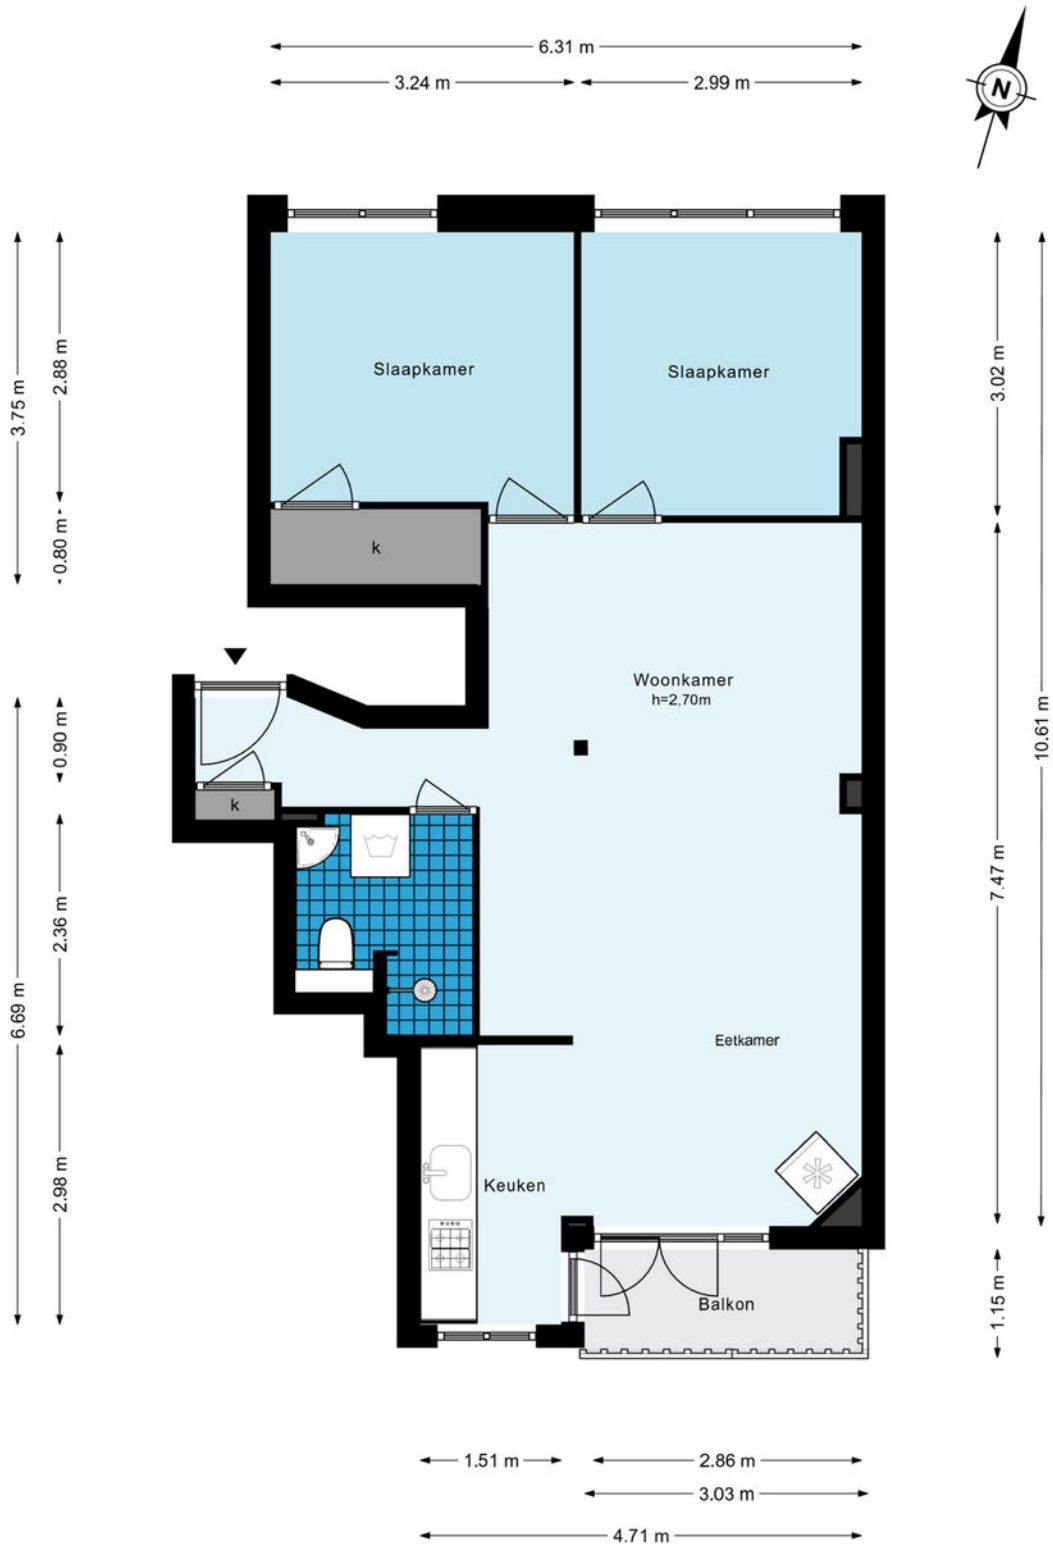 6.31 m
3.24 m
2.99 m
N
3.75 m
2.88 m
0.80 m
3.02 m
10.61 m
Slaapkamer
Slaapkamer
k
Woonkamer
h=2,70m
0.90 m
k
7.47 m
2.36 m
6.69 m
Eetkamer
2.98 m
Keuken
Balkon
1.15 m
1.51 m
2.86 m
3.03 m
4.71 m